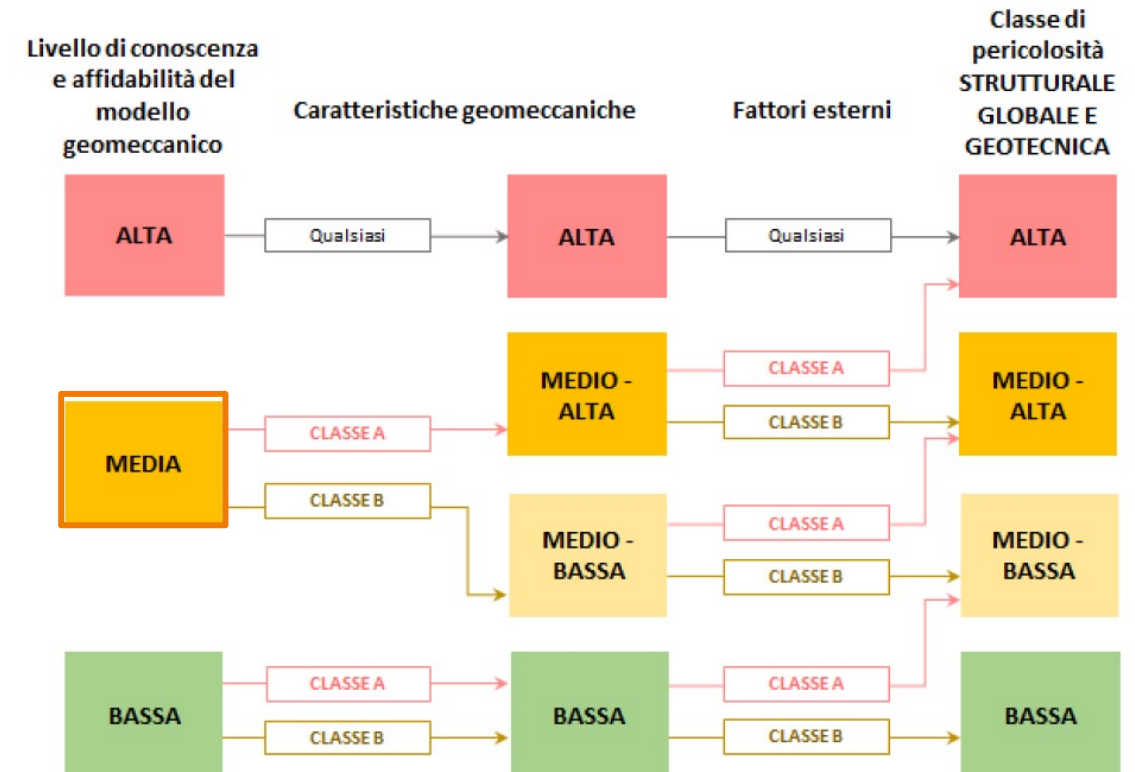 Livello di conoscenza
e affidabilità del
modello
geomeccanico
Caratteristiche geomeccaniche
Fattori esterni
Classe di
pericolosità
STRUTTURALE
GLOBALE E
GEOTECNICA
ALTA
Qualsiasi
ALTA
Qualsiasi
ALTA
MEDIA
CLASSE A
CLASSE B
MEDIO -
ALTA
CLASSE A
CLASSE B
MEDIO -
ALTA
MEDIO -
BASSA
CLASSE A
CLASSE B
MEDIO -
BASSA
BASSA
CLASSE A
CLASSE B
BASSA
CLASSE A
CLASSE B
BASSA